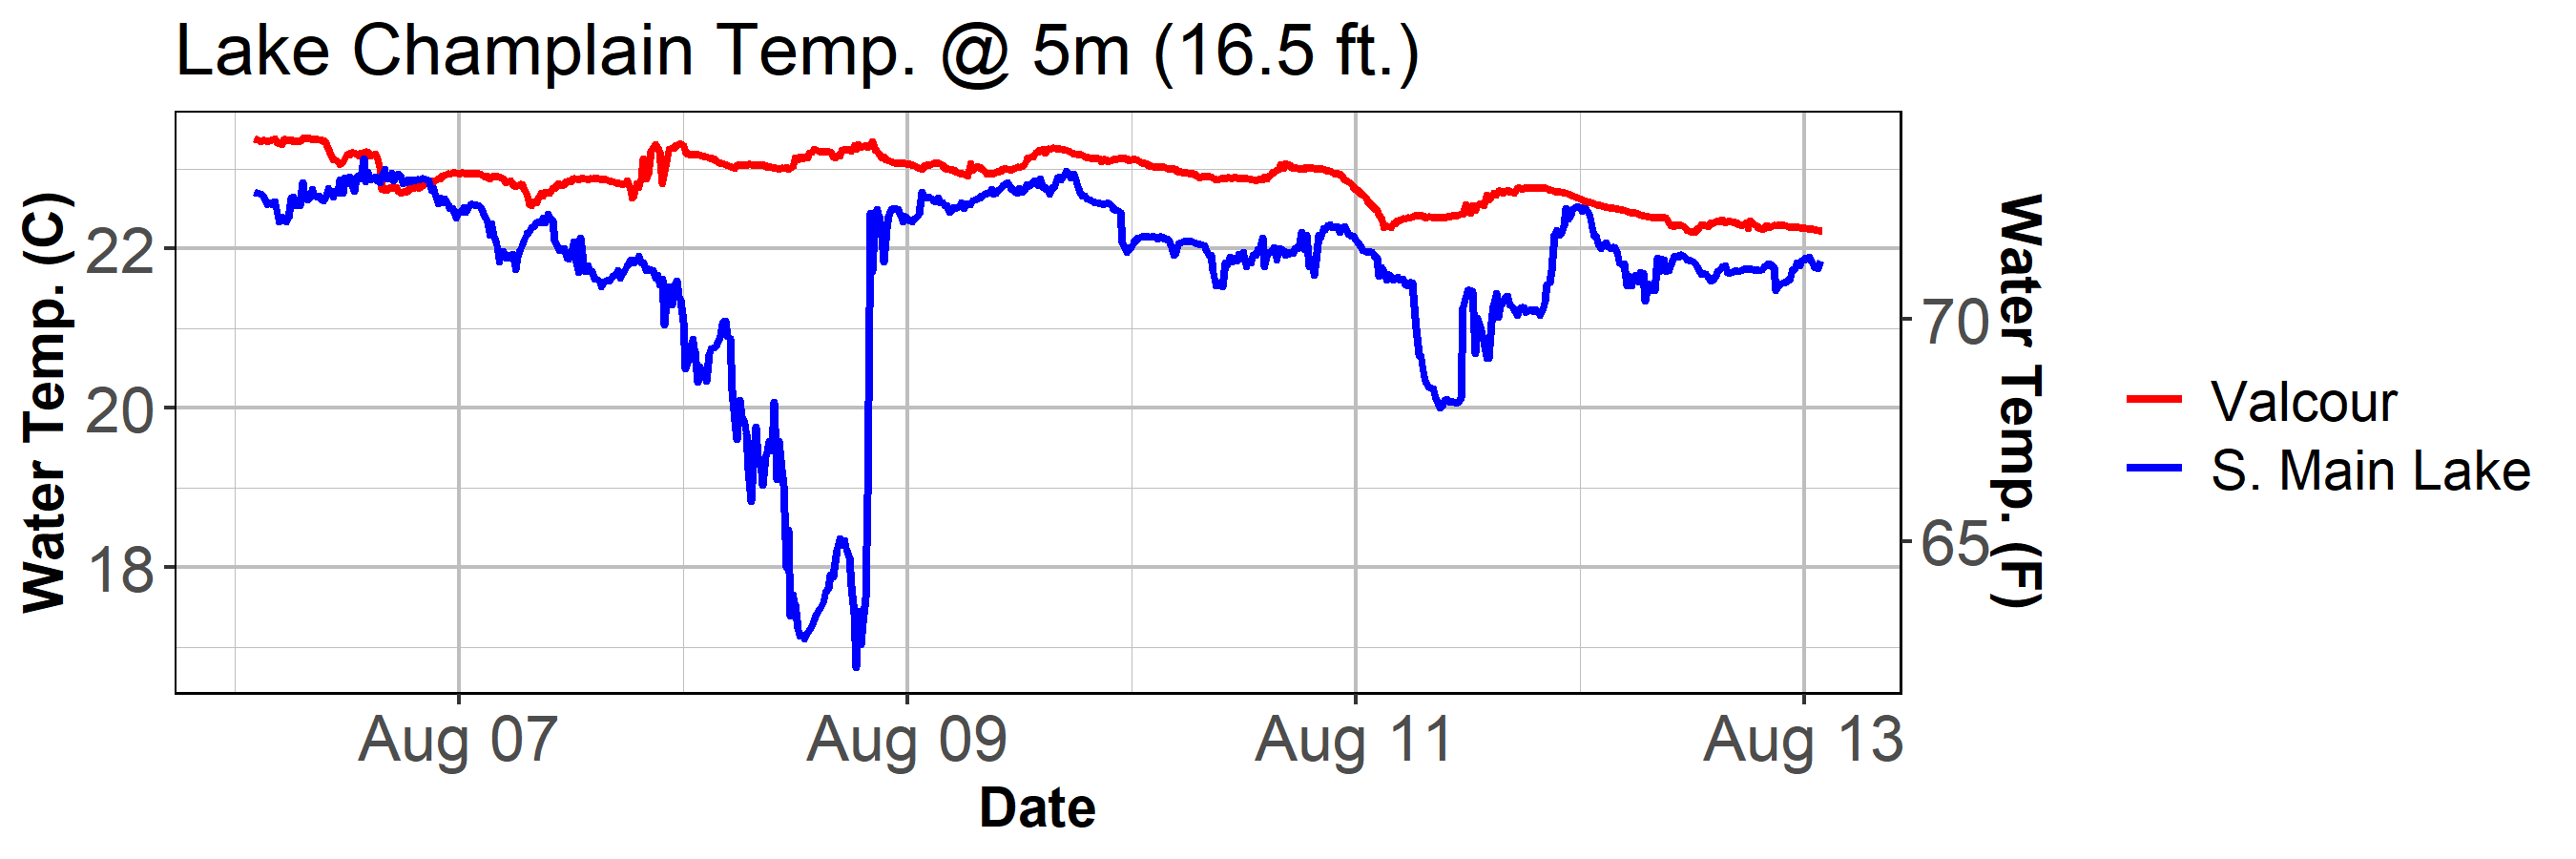 Lake Champlain Temp. @ 5m (16.5 ft.)
Water Temp. (C)
22
20
18
70
65
Water Temp. (F)
Valcour
S. Main Lake
Aug 07
Aug 09
Aug 11
Aug 13
Date